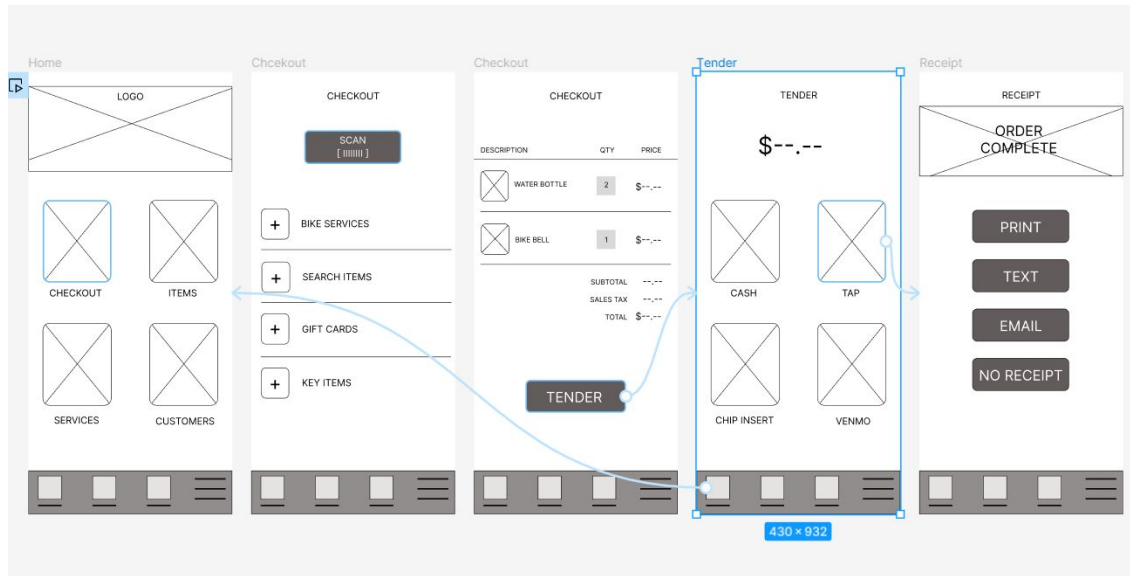 Home
Chcekout
Checkout
Tender
Receipt
LOGO
CHECKOUT
ITEMS
SERVICES
CUSTOMERS
CHECKOUT
SCAN
[ IIIIIIII ]
+ BIKE SERVICES
+ SEARCH ITEMS
+ GIFT CARDS
+ KEY ITEMS
CHECKOUT
DESCRIPTION QTY PRICE
WATER BOTTLE 2 $--.--
BIKE BELL 1 $--.--
SUBTOTAL --.--
SALES TAX --.--
TOTAL $--.--
TENDER
TENDER
$--.--
CASH
TAP
CHIP INSERT
VENMO
430 × 932
RECEIPT
ORDER
COMPLETE
PRINT
TEXT
EMAIL
NO RECEIPT